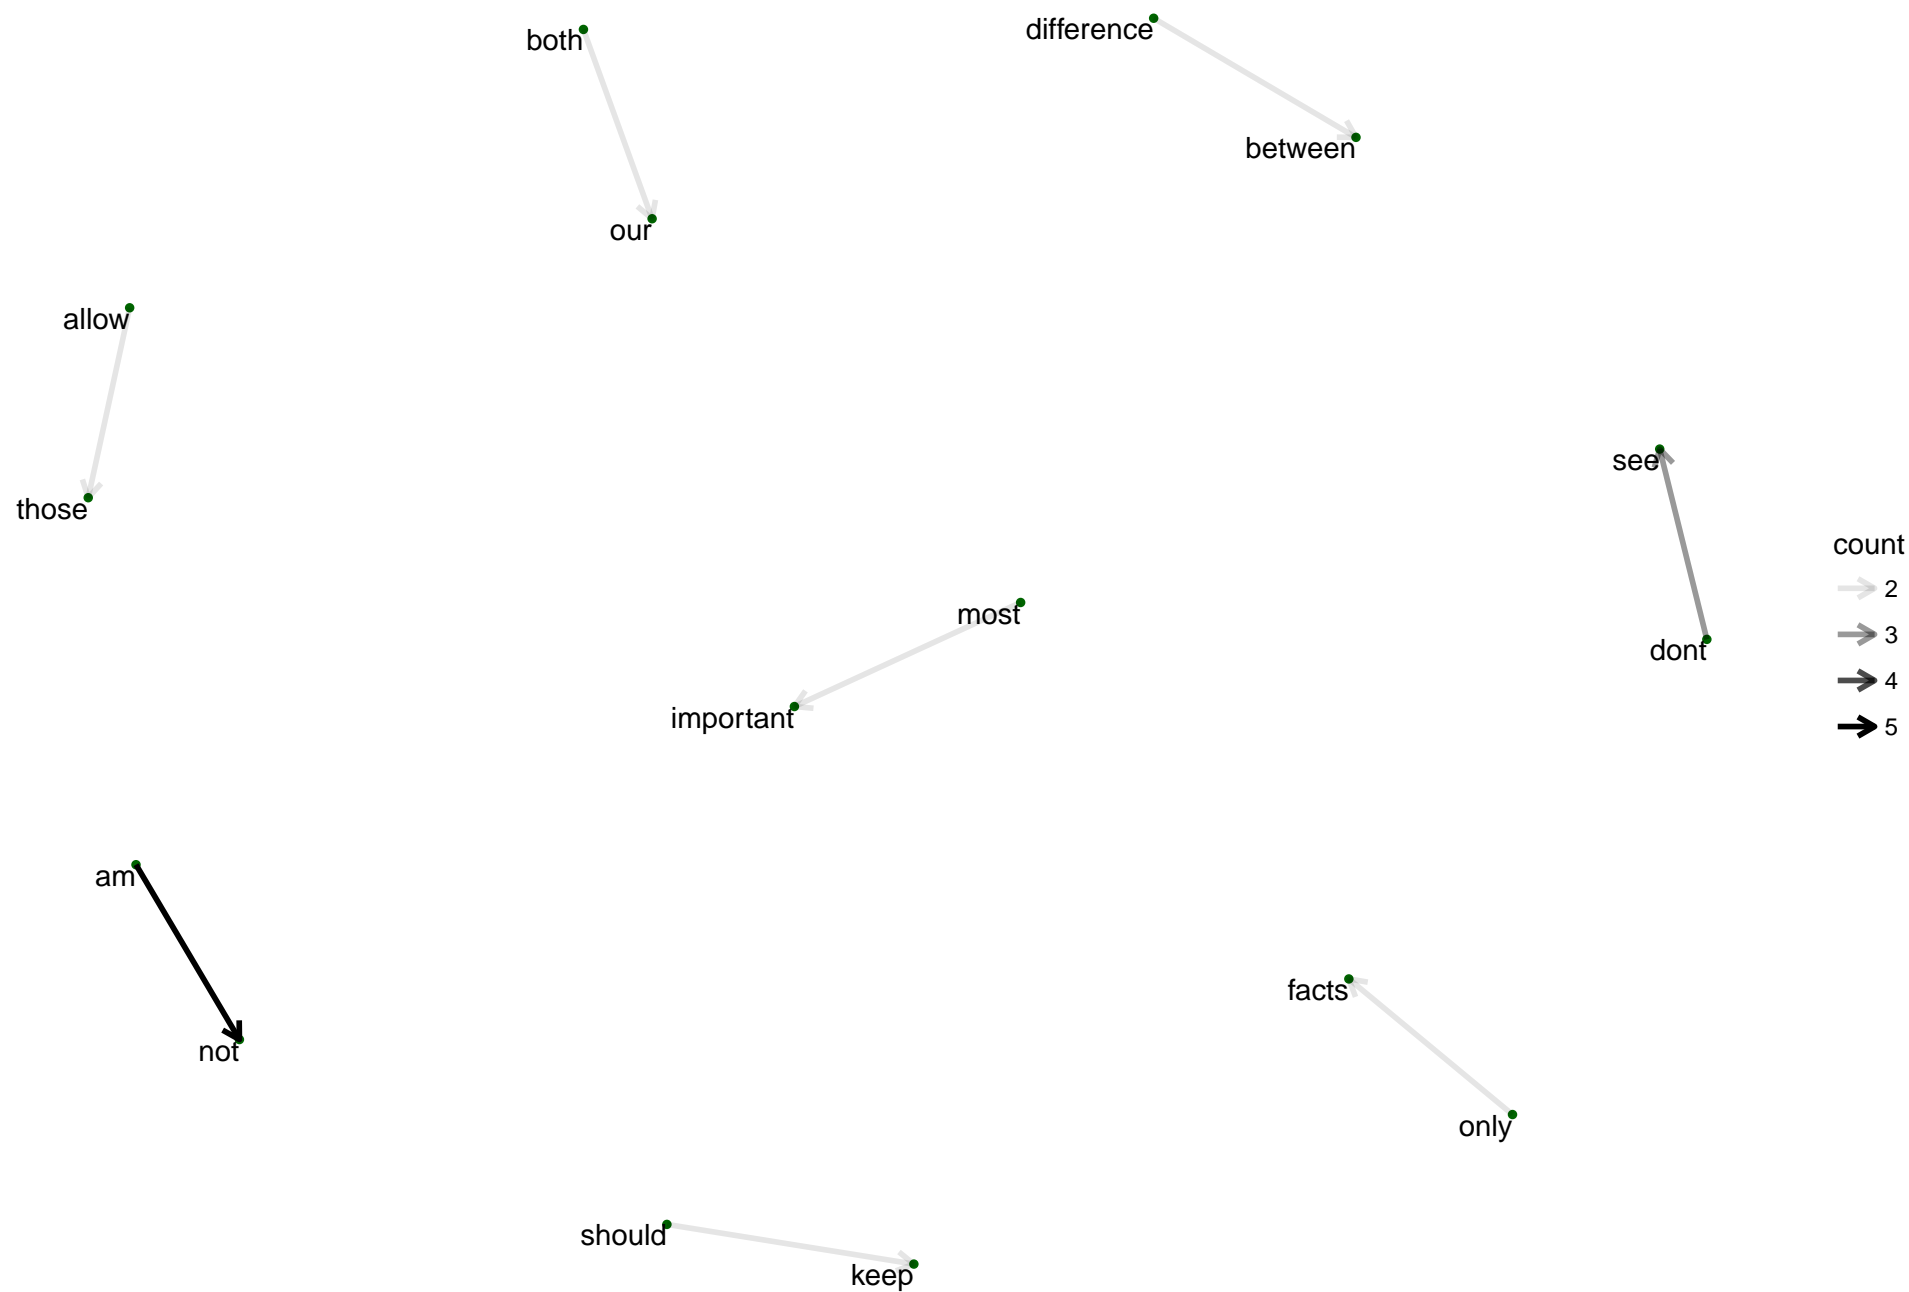 difference
both
between
our
allow
see
those
count
2
most
3
dont
4
important
5
am
facts
not
only
should
keep